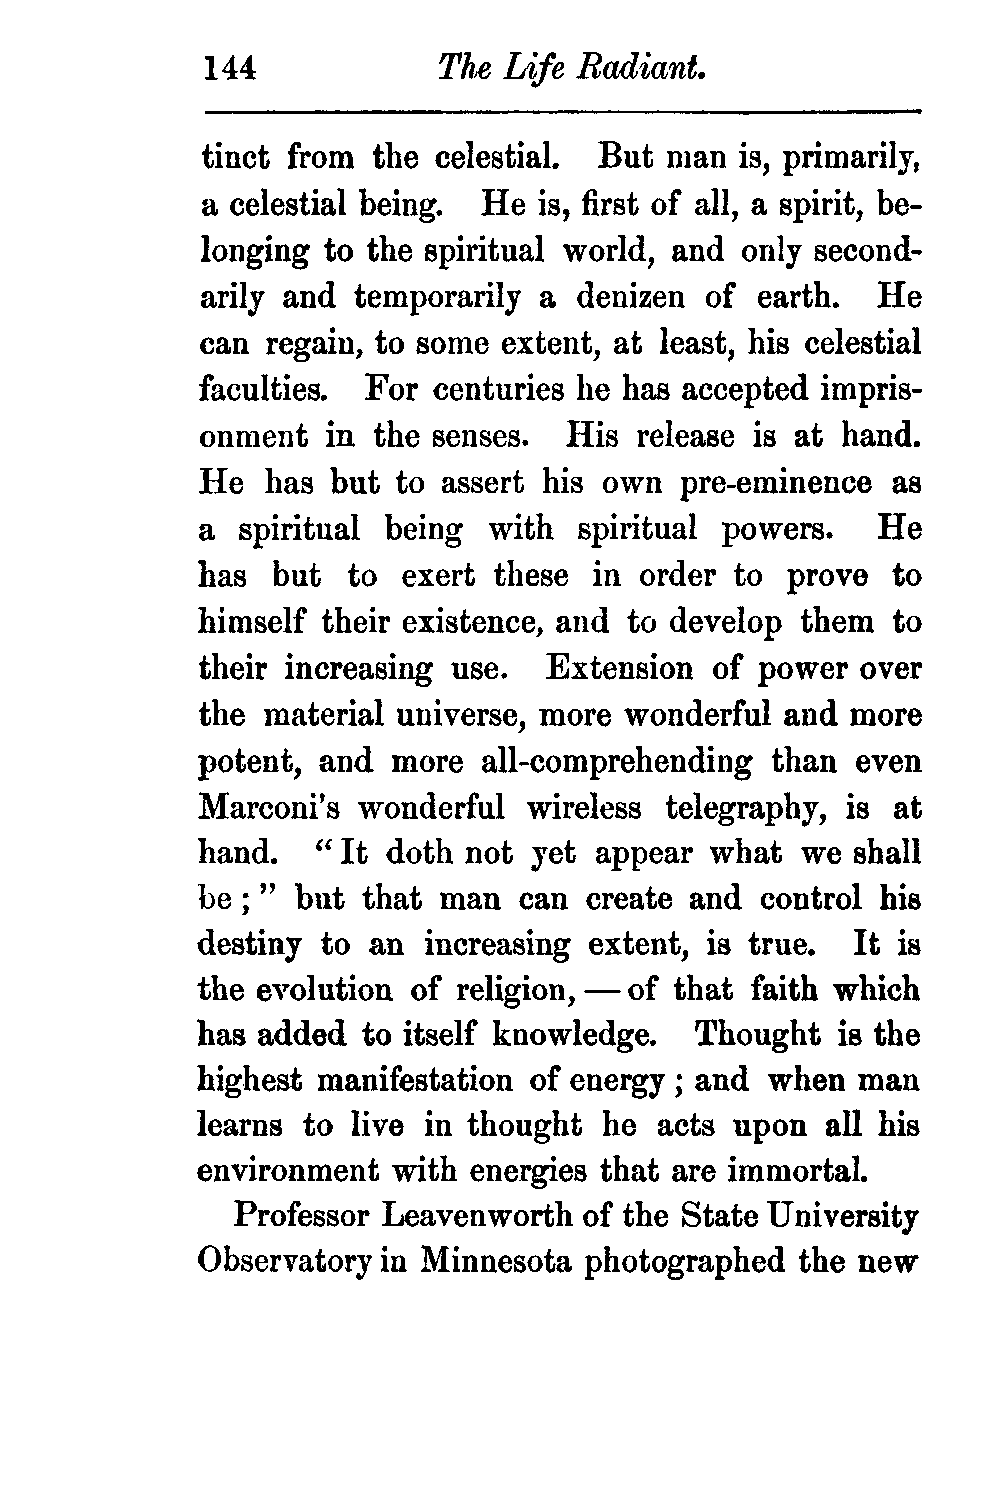 144 The Life Radiant.
tinct from the celestial. But man is, primarily,
a celestial being. He is, first of all, a spirit, be-
longing to the spiritual world, and only second-
arily and temporarily a denizen of earth. He
can regain, to some extent, at least, his celestial
faculties. For centuries he has accepted impris-
onment in the senses. His release is at hand.
He has but to assert his own pre-eminence as
a spiritual being with spiritual powers. He
has but to exert these in order to prove to
himself their existence, and to develop them to
their increasing use. Extension of power over
the material universe, more wonderful and more
potent, and more all-comprehending than even
Marconi's wonderful wireless telegraphy, is at
hand. “It doth not yet appear what we shall
be;” but that man can create and control his
destiny to an increasing extent, is true. It is
the evolution of religion, — of that faith which
has added to itself knowledge. Thought is the
highest manifestation of energy; and when man
learns to live in thought he acts upon all his
environment with energies that are immortal.
Professor Leavenworth of the State University
Observatory in Minnesota photographed the new